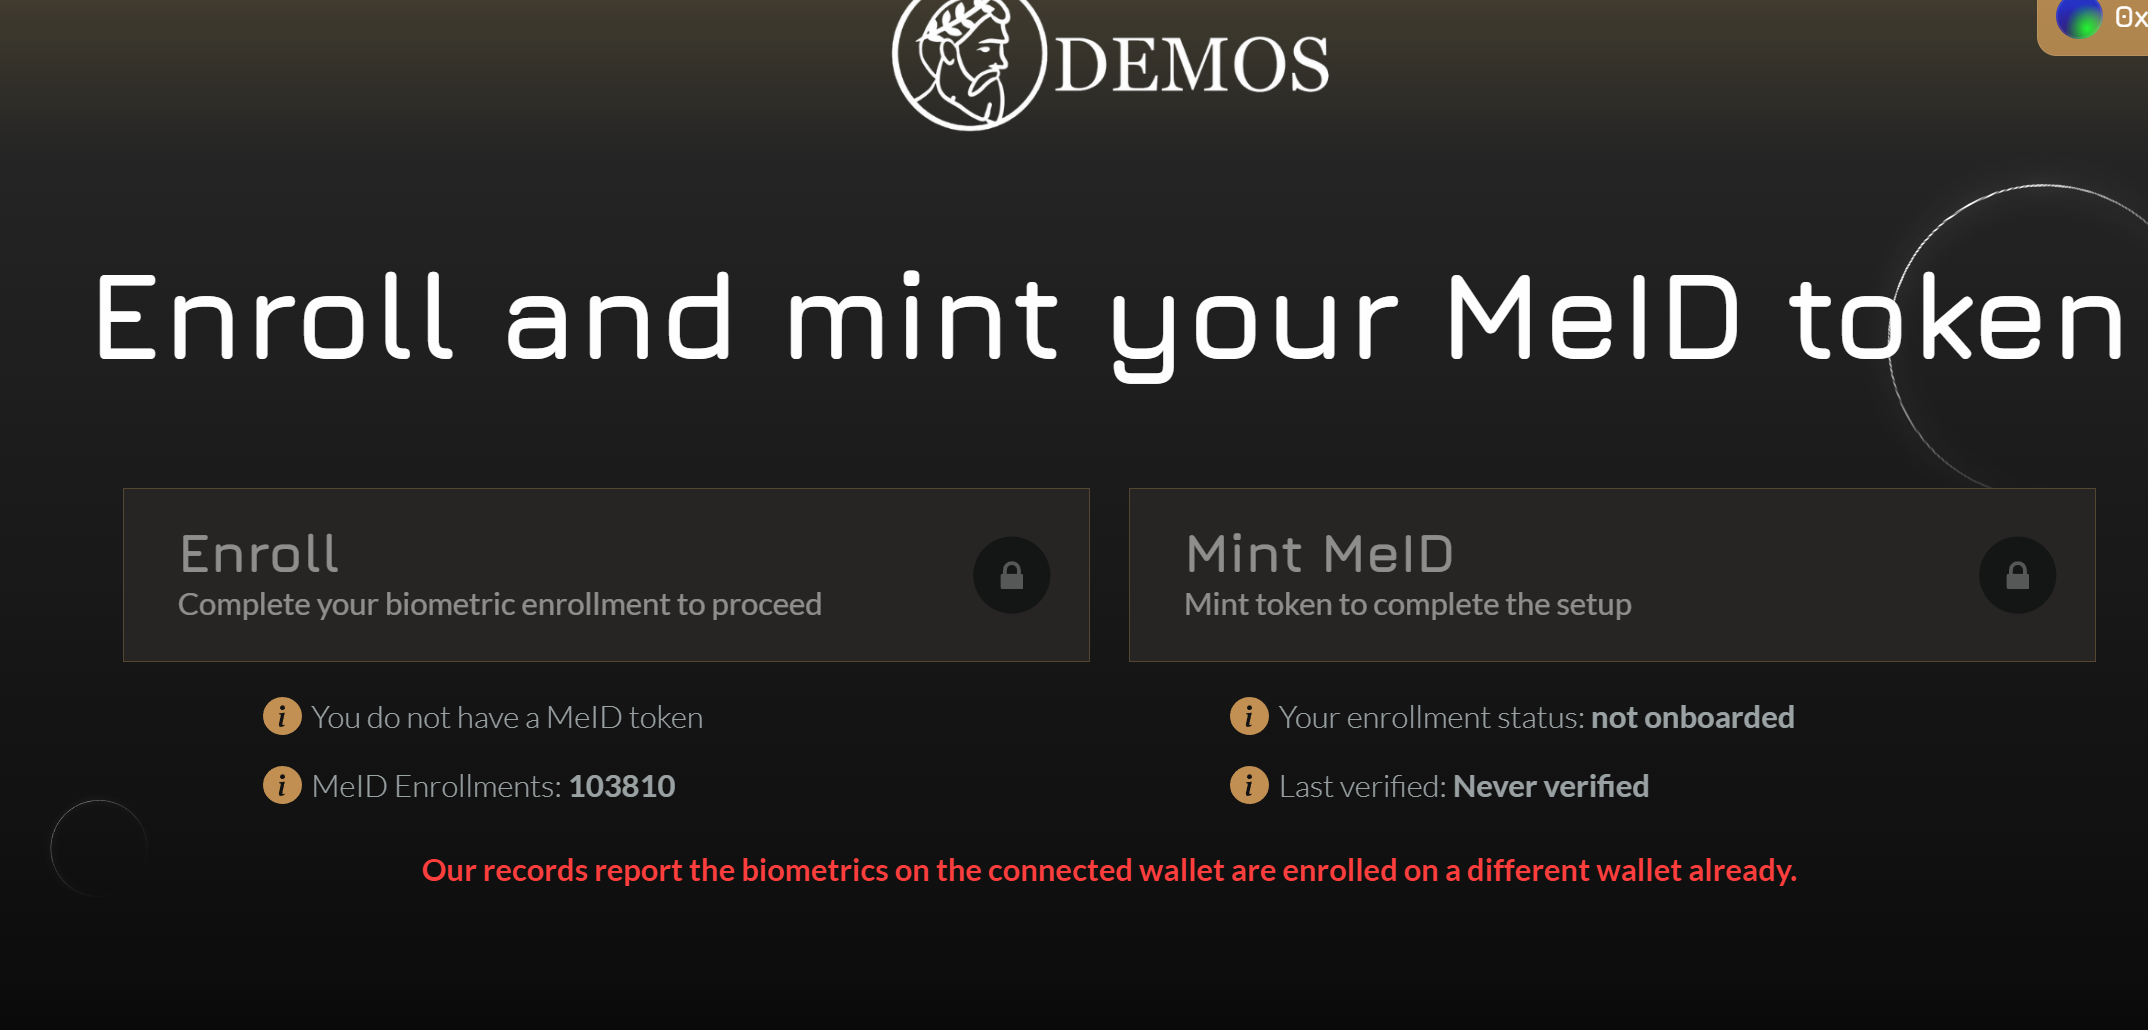 DEMOS
0x
Enroll and mint your MeID token
Enroll
Complete your biometric enrollment to proceed
Mint MeID
Mint token to complete the setup
i You do not have a MeID token
i MeID Enrollments: 103810
i Your enrollment status: not onboarded
i Last verified: Never verified
Our records report the biometrics on the connected wallet are enrolled on a different wallet already.